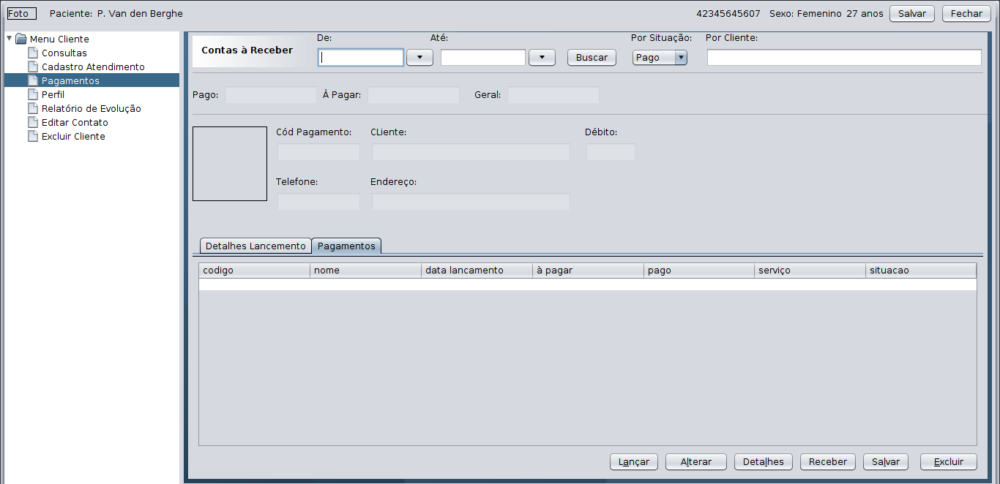 Foto Paciente: P. Van den Berghe 42345645607 Sexo: Femenino 27 anos Salvar Fechar
Menu Cliente
Consultas
Cadastro Atendimento
Pagamentos
Perfil
Relatório de Evolução
Editar Contato
Excluir Cliente
De: Até: Por Situação: Por Cliente:
Contas à Receber Buscar Pago
Pago: À Pagar: Geral:
Cód Pagamento: CLiente: Débito:
Telefone: Endereço:
Detalhes Lancemento Pagamentos
codigo nome data lancamento à pagar pago serviço situacao
Lançar Alterar Detalhes Receber Salvar Excluir